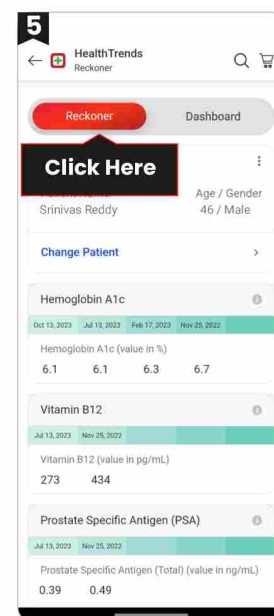 5
HealthTrends
Reckoner
Reckoner Dashboard
Click Here
Age / Gender
Srinivas Reddy 46 / Male
Change Patient
Hemoglobin A1c
Oct 13, 2023 Jul 13, 2023 Feb 17, 2023 Nov 25, 2022
Hemoglobin A1c (value in %)
6.1 6.1 6.3 6.7
Vitamin B12
Jul 13, 2023 Nov 25, 2022
Vitamin B12 (value in pg/mL)
273 434
Prostate Specific Antigen (PSA)
Jul 13, 2023 Nov 25, 2022
Prostate Specific Antigen (Total) (value in ng/mL)
0.39 0.49